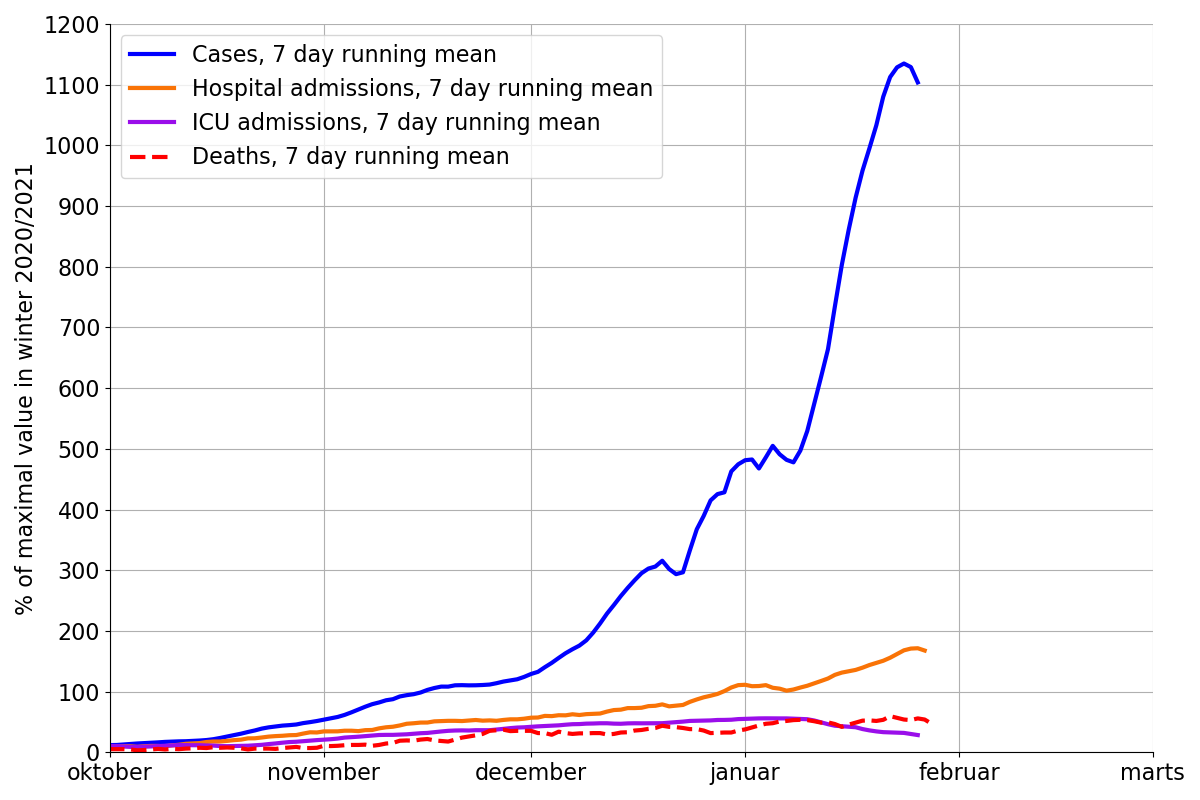 1200
1100
1000
900
800
700
600
500
400
300
200
100
0
% of maximal value in winter 2020/2021
Cases, 7 day running mean
Hospital admissions, 7 day running mean
ICU admissions, 7 day running mean
Deaths, 7 day running mean
oktober november december januar februar marts